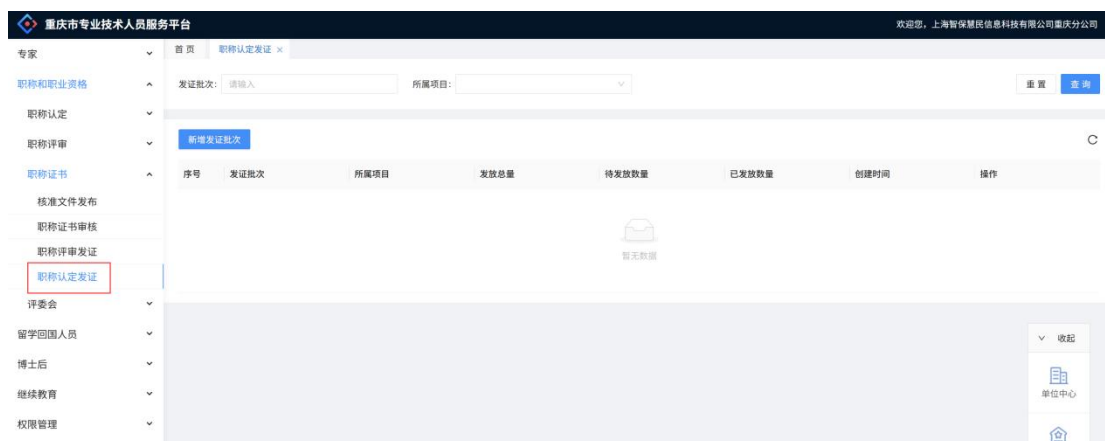 重庆市专业技术人员服务平台
欢迎您，上海智保慧民信息科技有限公司重庆分公司
专家
首页 职称认定发证 ×
职称和职业资格
发证批次： 请输入 所属项目： 重置 查询
职称认定
职称评审
新增发证批次
职称证书
序号 发证批次 所属项目 发放总量 待发放数量 已发放数量 创建时间 操作
核准文件发布
职称证书审核
职称评审发证
暂无数据
职称认定发证
评委会
留学回国人员
收起
博士后
继续教育
单位中心
权限管理